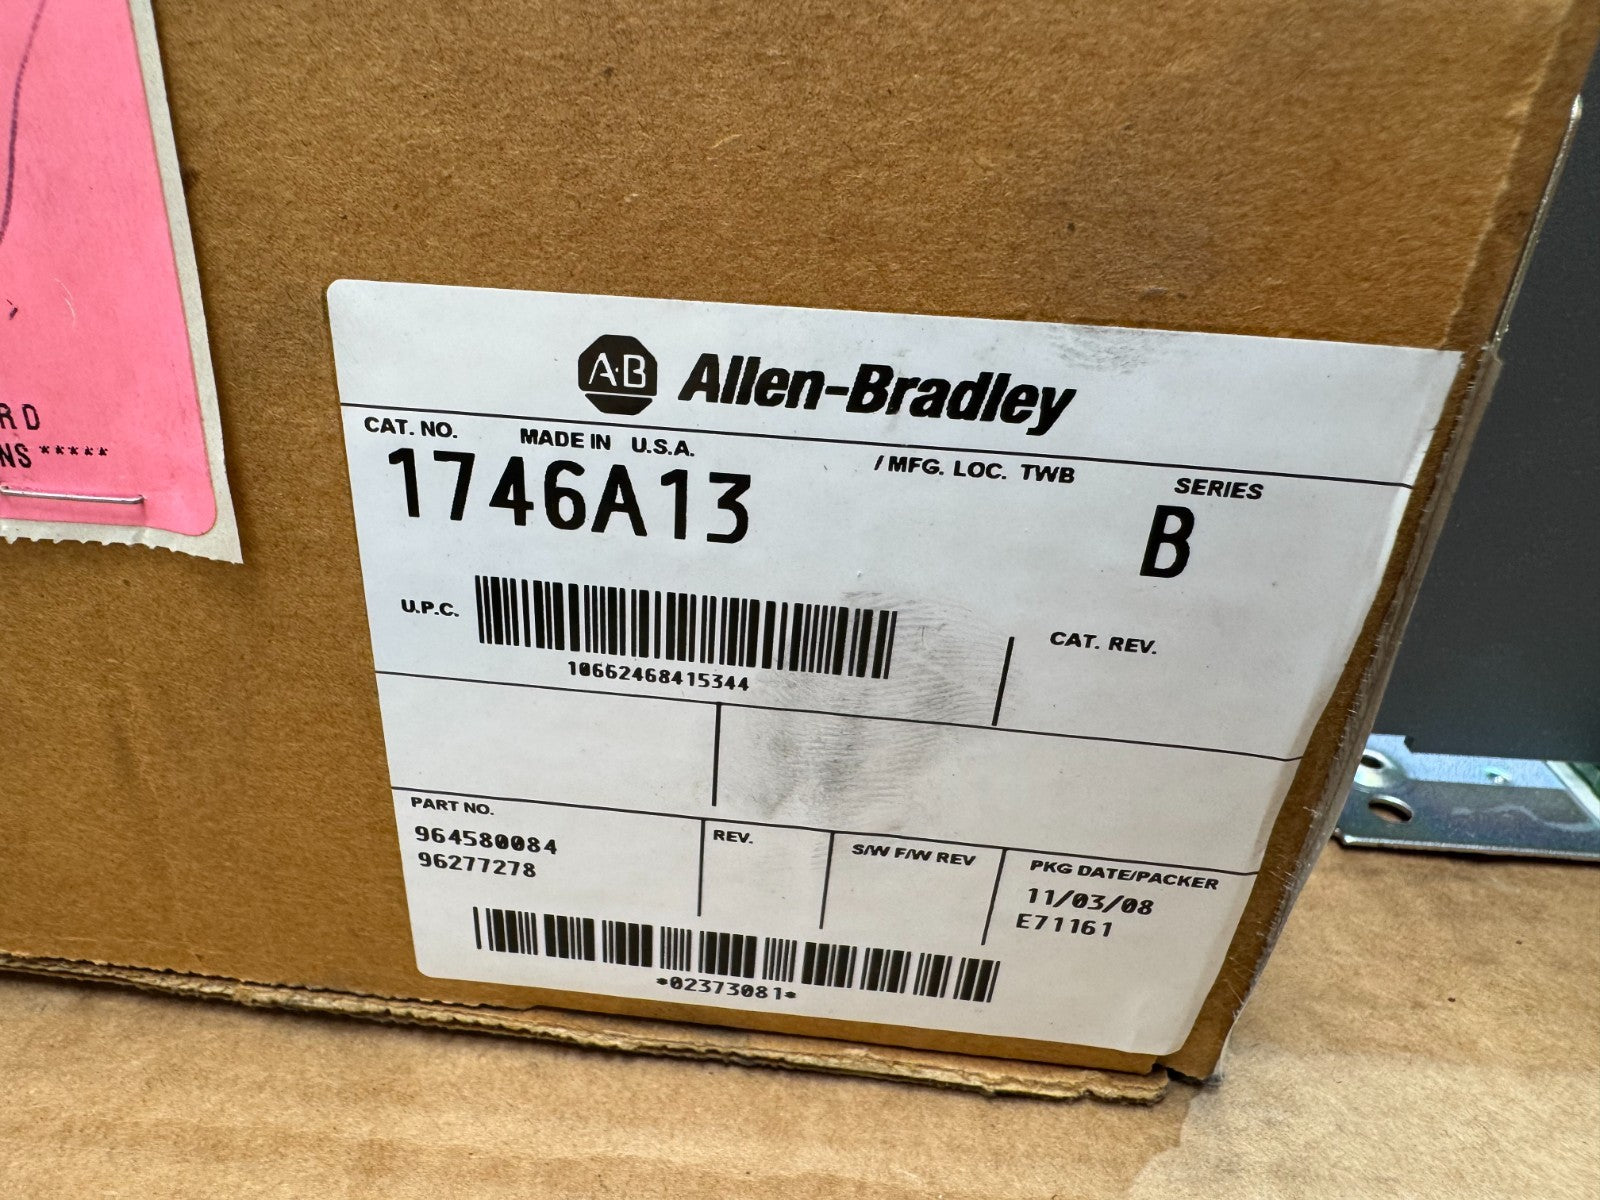 RD
NS*****
A·B Allen-Bradley
CAT. NO. MADE IN U.S.A. / MFG. LOC. TWB SERIES
1746A13 B
U.P.C. CAT. REV.
10662468415344
PART NO. REV. S/W F/W REV PKG DATE/PACKER
964580084 11/03/08
96277278 E71161
*02373081*